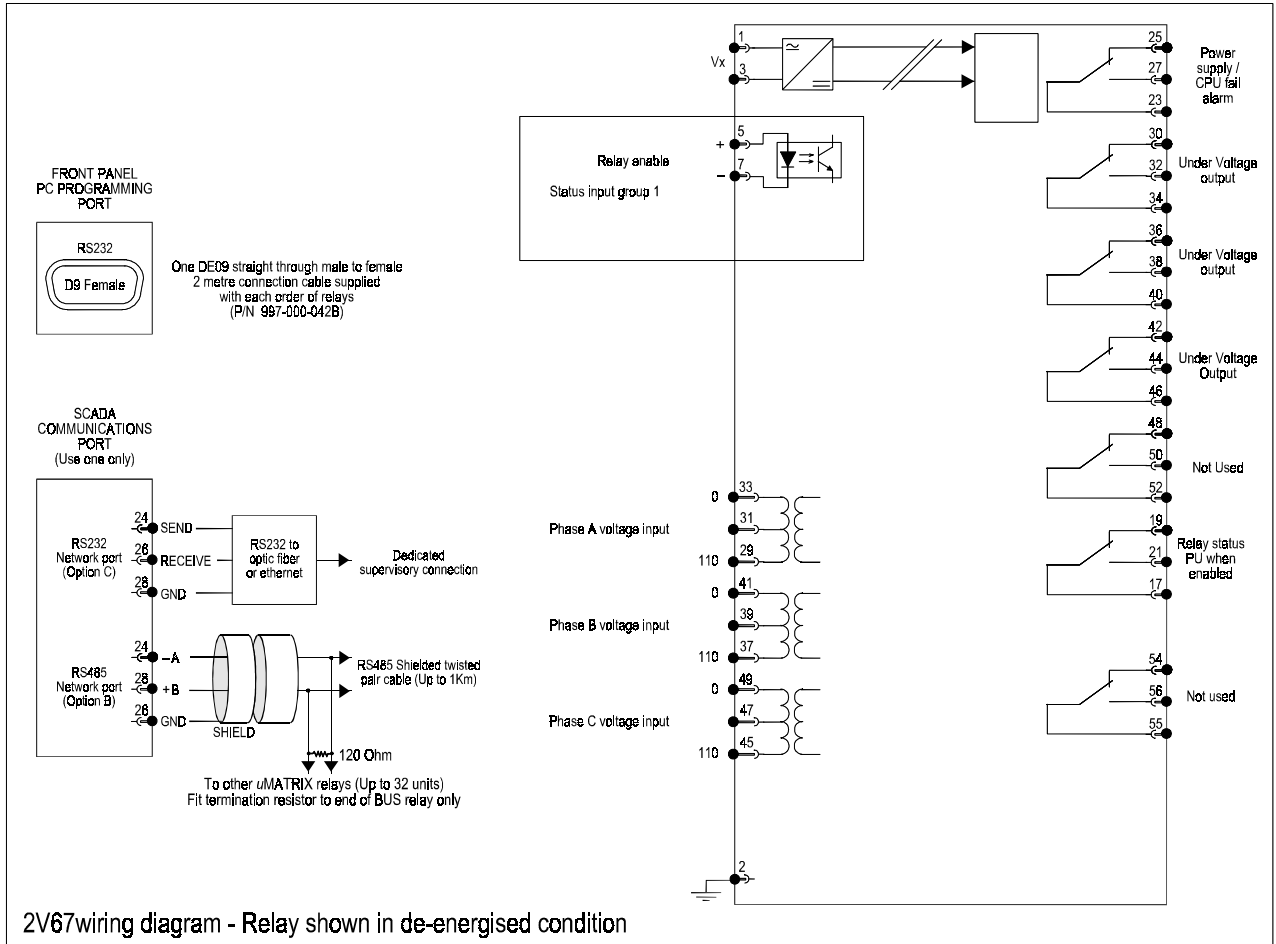 FRONT PANEL
PC PROGRAMMING
PORT
RS232
D9 Female
One DE09 straight through male to female
2 metre connection cable supplied
with each order of relays
(P/N 997-000-042B)
SCADA
COMMUNICATIONS
PORT
(Use one only)
RS232
Network port
(Option C)
24
SEND
26
RECEIVE
28
GND
RS232 to
optic fiber
or ethernet
Dedicated
supervisory connection
RS485
Network port
(Option B)
24
–A
28
+B
26
GND
SHIELD
RS485 Shielded twisted
pair cable (Up to 1Km)
120 Ohm
To other uMATRIX relays (Up to 32 units)
Fit termination resistor to end of BUS relay only
Vx
1
3
Relay enable
Status input group 1
+
5
–
7
Phase A voltage input
0
33
31
110
29
Phase B voltage input
0
41
39
110
37
Phase C voltage input
0
49
47
110
45
2
25
27
23
Power
supply /
CPU fail
alarm
30
32
34
Under Voltage
output
36
38
40
Under Voltage
output
42
44
46
Under Voltage
Output
48
50
52
Not Used
19
21
17
Relay status
PU when
enabled
54
56
55
Not used
2V67wiring diagram - Relay shown in de-energised condition